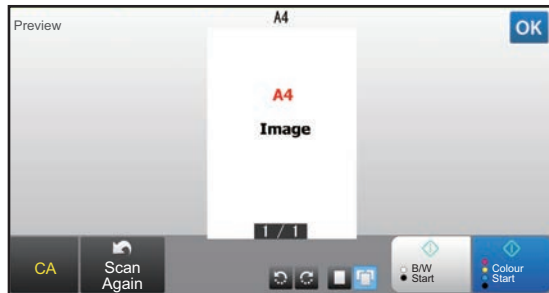 Preview
A4
OK
A4
Image
1 / 1
CA
Scan
Again
B/W
Start
Colour
Start